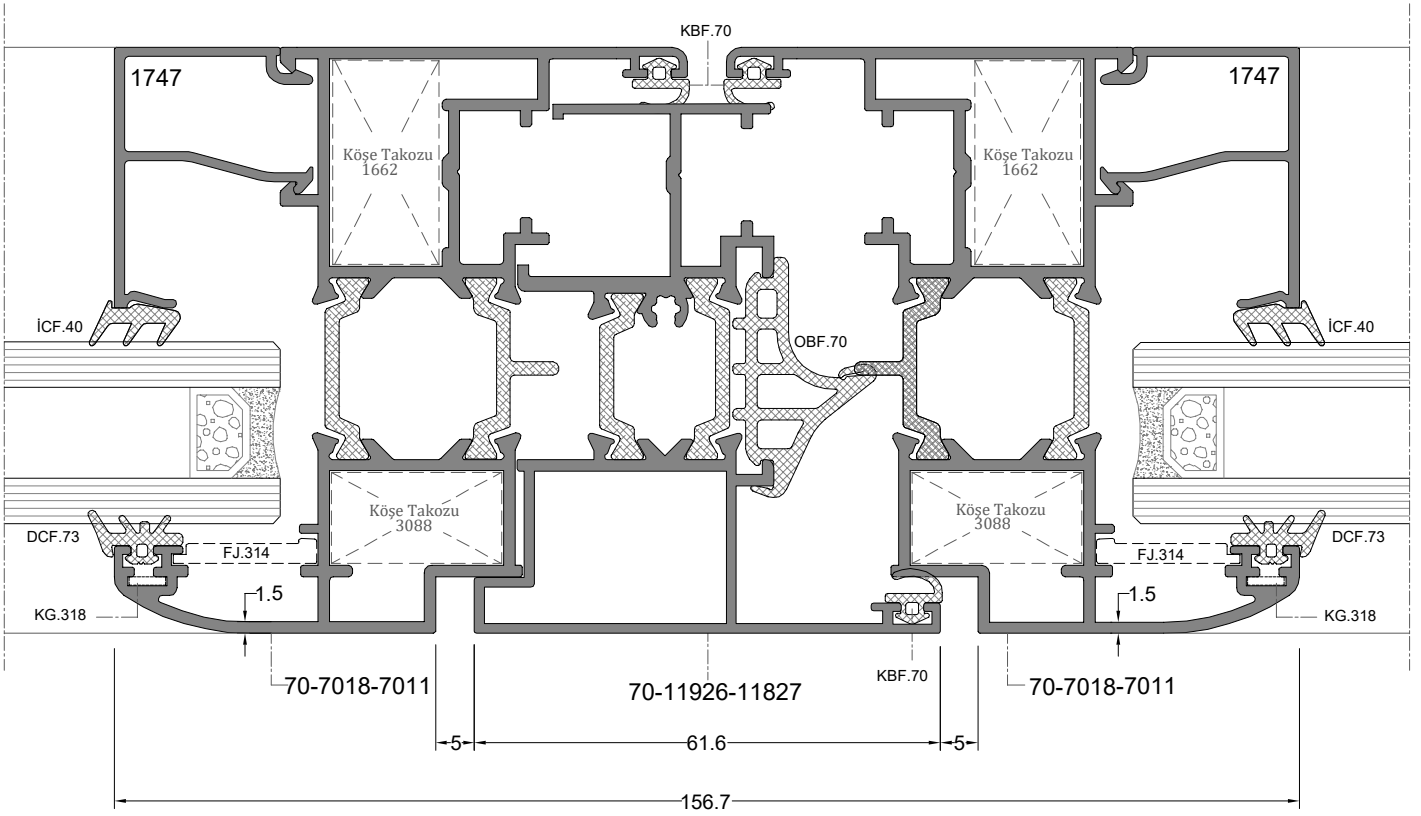 KBF.70
1747
1747
Köşe Takozu
1662
Köşe Takozu
1662
İCF.40
OBF.70
İCF.40
Köşe Takozu
3088
Köşe Takozu
3088
DCF.73
FJ.314
FJ.314
DCF.73
KG.318
1.5
1.5
KG.318
70-7018-7011
70-11926-11827
KBF.70
70-7018-7011
5
61.6
5
156.7